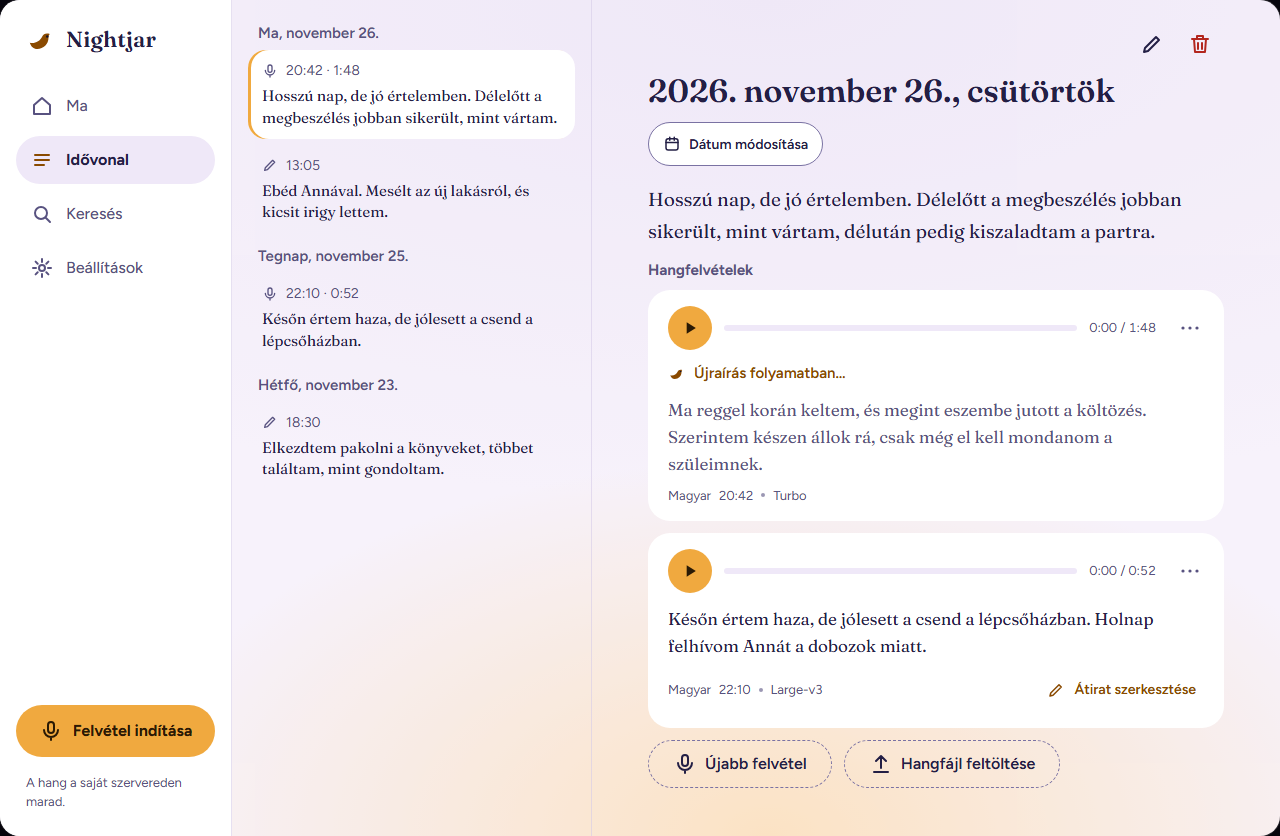 Nightjar
Ma
Idővonal
Keresés
Beállítások
Felvétel indítása
A hang a saját szervereden
marad.
Ma, november 26.
20:42 · 1:48
Hosszú nap, de jó értelemben. Délelőtt a
megbeszélés jobban sikerült, mint vártam.
13:05
Ebéd Annával. Mesélt az új lakásról, és
kicsit irigy lettem.
Tegnap, november 25.
22:10 · 0:52
Későn értem haza, de jólesett a csend a
lépcsőházban.
Hétfő, november 23.
18:30
Elkezdtem pakolni a könyveket, többet
találtam, mint gondoltam.
2026. november 26., csütörtök
Dátum módosítása
Hosszú nap, de jó értelemben. Délelőtt a megbeszélés jobban
sikerült, mint vártam, délután pedig kiszaladtam a partra.
Hangfelvételek
0:00 / 1:48
Újraírás folyamatban…
Ma reggel korán keltem, és megint eszembe jutott a költözés.
Szerintem készen állok rá, csak még el kell mondanom a
szüleimnek.
Magyar 20:42 • Turbo
0:00 / 0:52
Későn értem haza, de jólesett a csend a lépcsőházban. Holnap
felhívom Annát a dobozok miatt.
Magyar 22:10 • Large-v3
Átirat szerkesztése
Újabb felvétel
Hangfájl feltöltése